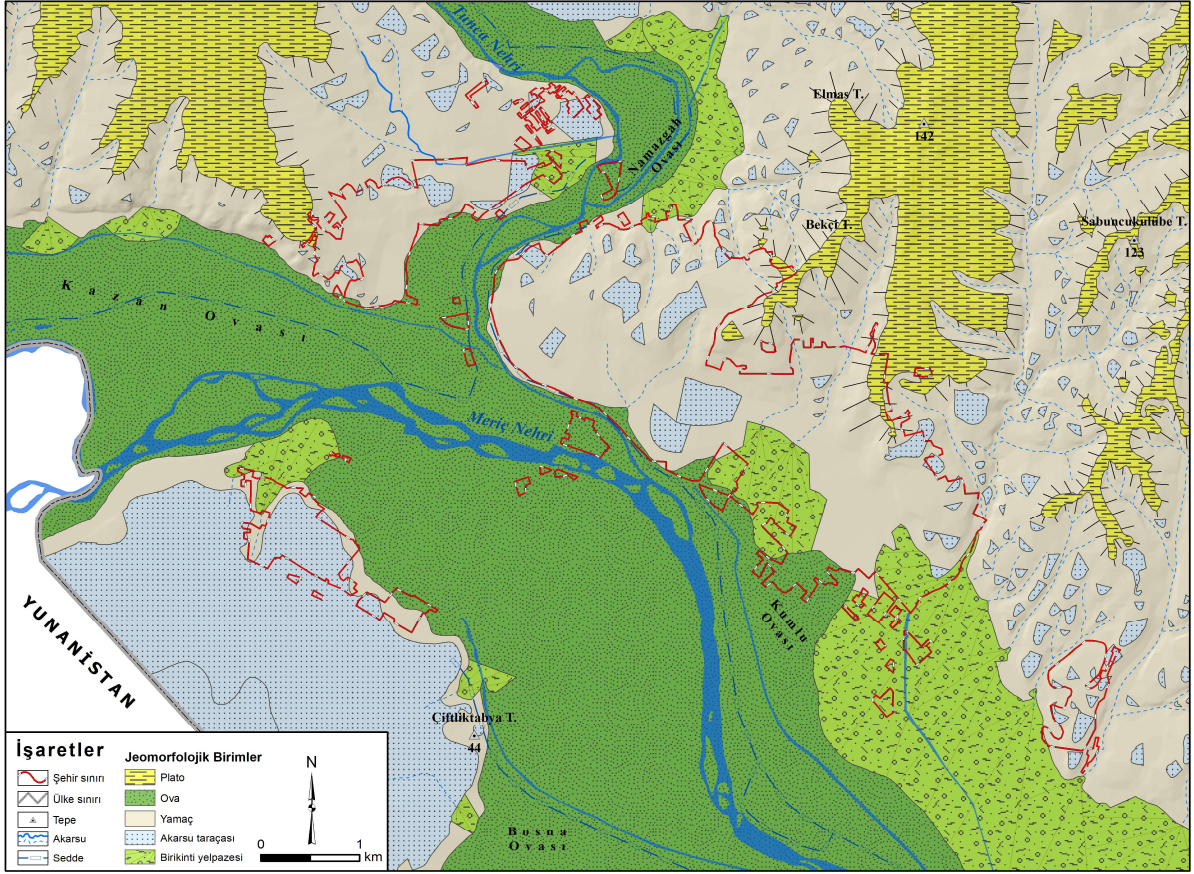 Tunca Nehri
Elmas T.
142
Namazgah
Ovası
Sabuncukulübe T.
123
Bekçi T.
Kazan Ovası
Meriç Nehri
Kumlu
Ovası
YUNANİSTAN
Çiftliktabya T.
44
Bosna
Ovası
İşaretler
Şehir sınırı
Ülke sınırı
Tepe
Akarsu
Sedde
Jeomorfolojik Birimler
Plato
Ova
Yamaç
Akarsu taraçası
Birikinti yelpazesi
N
0 1
km